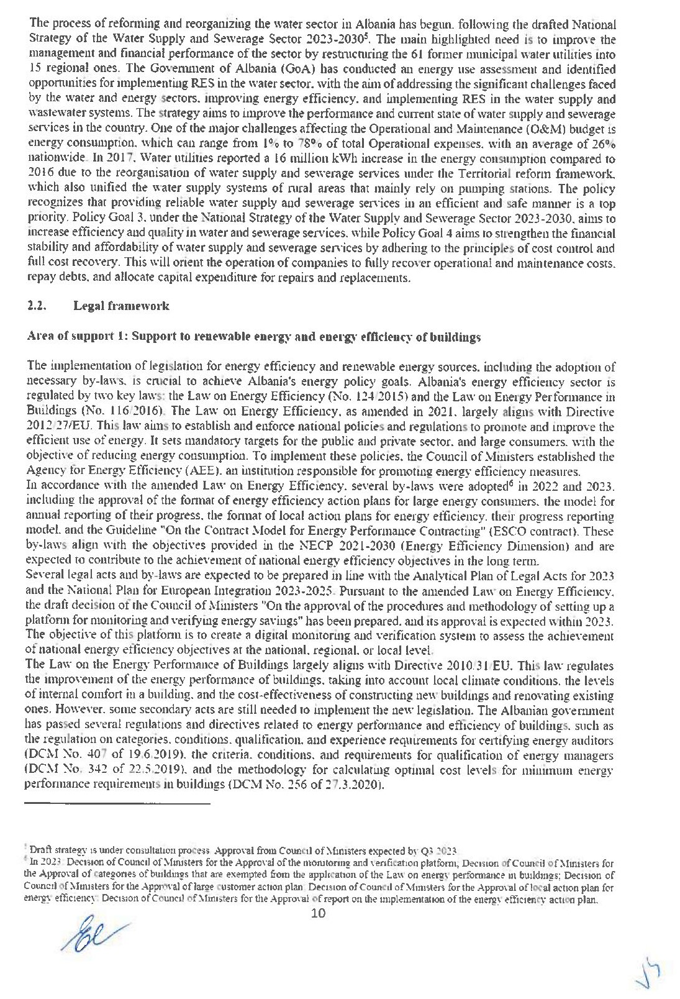 The process of reforming and reorganizing the water sector in Albania has begun, following the drafted National
Strategy of the Water Supply and Sewerage Sector 2023-2030⁵. The main highlighted need is to improve the
management and financial performance of the sector by restructuring the 61 former municipal water utilities into
15 regional ones. The Government of Albania (GoA) has conducted an energy use assessment and identified
opportunities for implementing RES in the water sector, with the aim of addressing the significant challenges faced
by the water and energy sectors, improving energy efficiency, and implementing RES in the water supply and
wastewater systems. The strategy aims to improve the performance and current state of water supply and sewerage
services in the country. One of the major challenges affecting the Operational and Maintenance (O&M) budget is
energy consumption, which can range from 1% to 78% of total Operational expenses, with an average of 26%
nationwide. In 2017, Water utilities reported a 16 million kWh increase in the energy consumption compared to
2016 due to the reorganisation of water supply and sewerage services under the Territorial reform framework,
which also unified the water supply systems of rural areas that mainly rely on pumping stations. The policy
recognizes that providing reliable water supply and sewerage services in an efficient and safe manner is a top
priority. Policy Goal 3, under the National Strategy of the Water Supply and Sewerage Sector 2023-2030, aims to
increase efficiency and quality in water and sewerage services, while Policy Goal 4 aims to strengthen the financial
stability and affordability of water supply and sewerage services by adhering to the principles of cost control and
full cost recovery. This will orient the operation of companies to fully recover operational and maintenance costs,
repay debts, and allocate capital expenditure for repairs and replacements.
2.2. Legal framework
Area of support 1: Support to renewable energy and energy efficiency of buildings
The implementation of legislation for energy efficiency and renewable energy sources, including the adoption of
necessary by-laws, is crucial to achieve Albania's energy policy goals. Albania's energy efficiency sector is
regulated by two key laws: the Law on Energy Efficiency (No. 124/2015) and the Law on Energy Performance in
Buildings (No. 116/2016). The Law on Energy Efficiency, as amended in 2021, largely aligns with Directive
2012/27/EU. This law aims to establish and enforce national policies and regulations to promote and improve the
efficient use of energy. It sets mandatory targets for the public and private sector, and large consumers, with the
objective of reducing energy consumption. To implement these policies, the Council of Ministers established the
Agency for Energy Efficiency (AEE), an institution responsible for promoting energy efficiency measures.
In accordance with the amended Law on Energy Efficiency, several by-laws were adopted⁶ in 2022 and 2023,
including the approval of the format of energy efficiency action plans for large energy consumers, the model for
annual reporting of their progress, the format of local action plans for energy efficiency, their progress reporting
model, and the Guideline "On the Contract Model for Energy Performance Contracting" (ESCO contract). These
by-laws align with the objectives provided in the NECP 2021-2030 (Energy Efficiency Dimension) and are
expected to contribute to the achievement of national energy efficiency objectives in the long term.
Several legal acts and by-laws are expected to be prepared in line with the Analytical Plan of Legal Acts for 2023
and the National Plan for European Integration 2023-2025. Pursuant to the amended Law on Energy Efficiency,
the draft decision of the Council of Ministers "On the approval of the procedures and methodology of setting up a
platform for monitoring and verifying energy savings" has been prepared, and its approval is expected within 2023.
The objective of this platform is to create a digital monitoring and verification system to assess the achievement
of national energy efficiency objectives at the national, regional, or local level.
The Law on the Energy Performance of Buildings largely aligns with Directive 2010/31/EU. This law regulates
the improvement of the energy performance of buildings, taking into account local climate conditions, the levels
of internal comfort in a building, and the cost-effectiveness of constructing new buildings and renovating existing
ones. However, some secondary acts are still needed to implement the new legislation. The Albanian government
has passed several regulations and directives related to energy performance and efficiency of buildings, such as
the regulation on categories, conditions, qualification, and experience requirements for certifying energy auditors
(DCM No. 407 of 19.6.2019), the criteria, conditions, and requirements for qualification of energy managers
(DCM No. 342 of 22.5.2019), and the methodology for calculating optimal cost levels for minimum energy
performance requirements in buildings (DCM No. 256 of 27.3.2020).
⁵ Draft strategy is under consultation process. Approval from Council of Ministers expected by Q3 2023
⁶ In 2023: Decision of Council of Ministers for the Approval of the monitoring and verification platform; Decision of Council of Ministers for
the Approval of categories of buildings that are exempted from the application of the Law on energy performance in buildings; Decision of
Council of Ministers for the Approval of large customer action plan; Decision of Council of Ministers for the Approval of local action plan for
energy efficiency; Decision of Council of Ministers for the Approval of report on the implementation of the energy efficiency action plan.
10